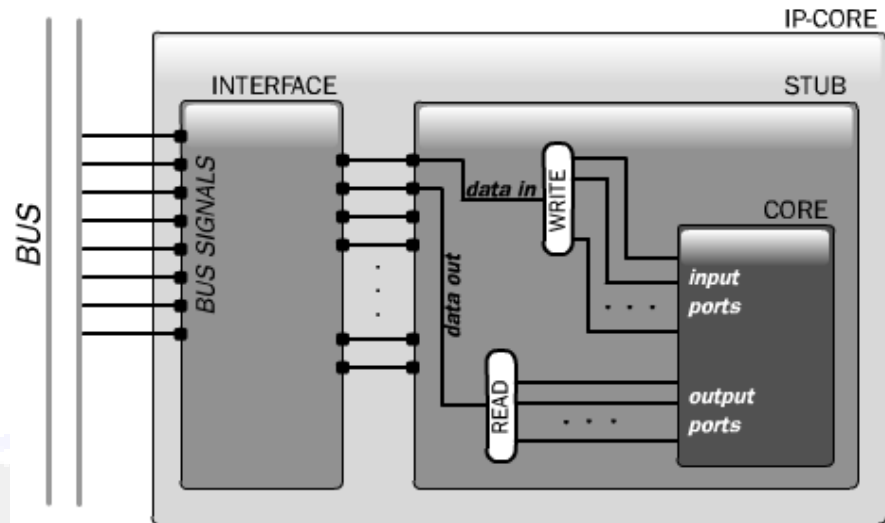 IP-CORE
INTERFACE
STUB
BUS
BUS SIGNALS
data in
WRITE
data out
CORE
input
ports
READ
output
ports